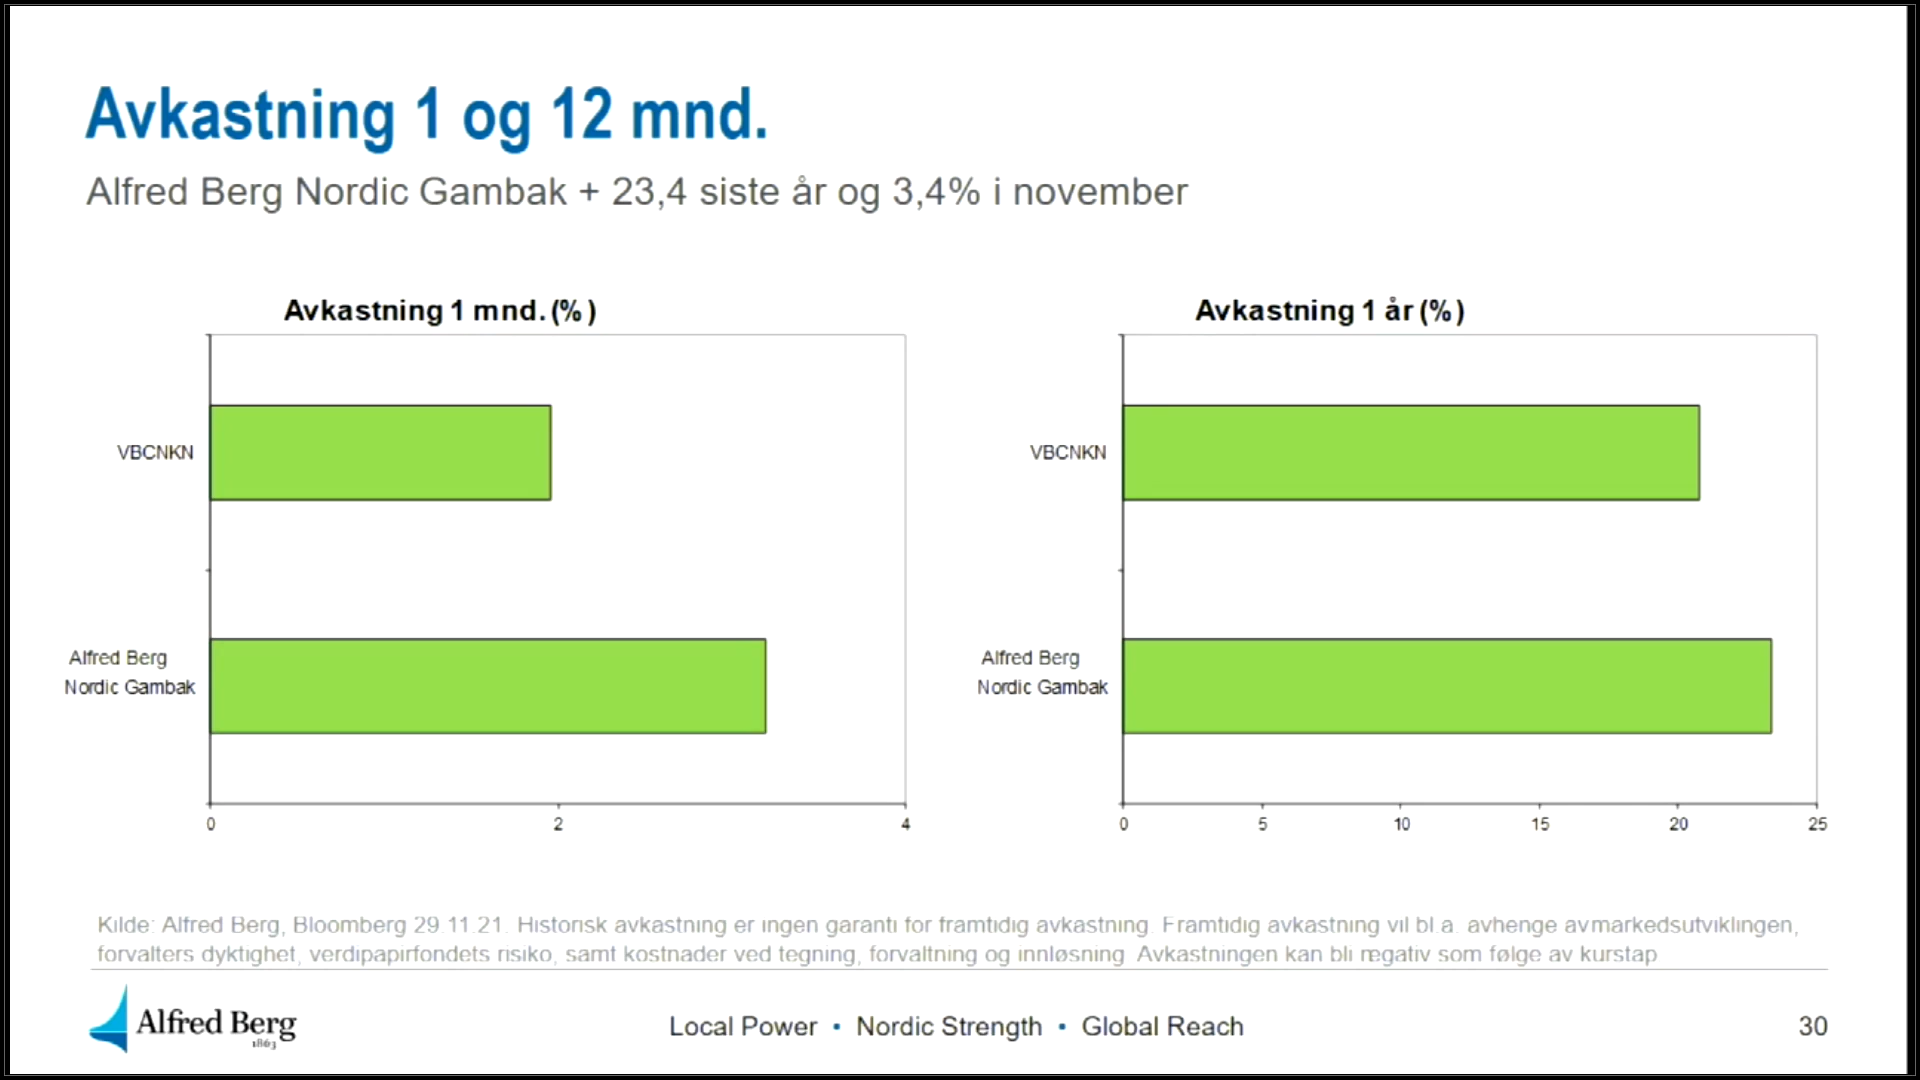 Avkastning 1 og 12 mnd.
Alfred Berg Nordic Gambak + 23,4 siste år og 3,4% i november
Avkastning 1 mnd. (%)
VBCNKN
Alfred Berg
Nordic Gambak
0 2 4
Avkastning 1 år (%)
VBCNKN
Alfred Berg
Nordic Gambak
0 5 10 15 20 25
Kilde: Alfred Berg, Bloomberg 29.11.21. Historisk avkastning er ingen garanti for framtidig avkastning. Framtidig avkastning vil bl.a. avhenge av markedsutviklingen,
forvalters dyktighet, verdipapirfondets risiko, samt kostnader ved tegning, forvaltning og innløsning. Avkastningen kan bli negativ som følge av kurstap
Alfred Berg
1863
Local Power • Nordic Strength • Global Reach
30